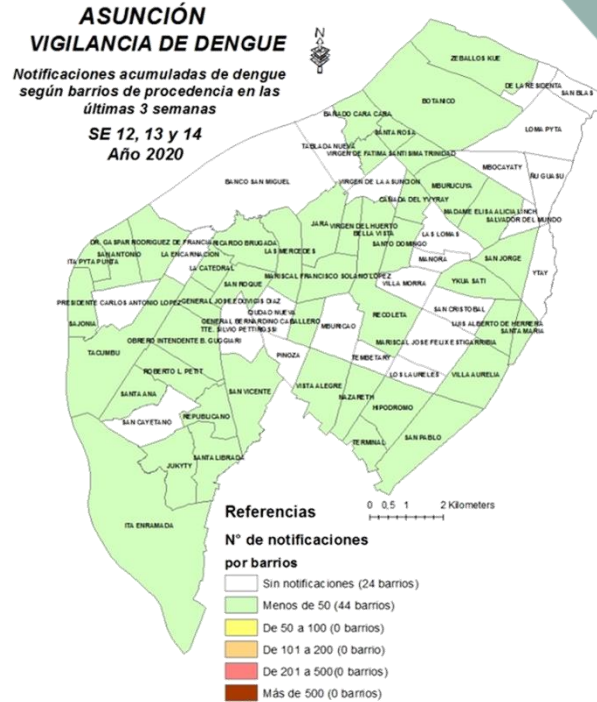 ASUNCIÓN
VIGILANCIA DE DENGUE
Notificaciones acumuladas de dengue
según barrios de procedencia en las
últimas 3 semanas
SE 12, 13 y 14
Año 2020
N
ZEBALLOS KUE
DE LA RESIDENTA
SAN BLAS
BOTANICO
BAÑADO CARA CARA
LOMA PYTA
SANTA ROSA
TABLADA NUEVA
VIRGEN DE FATIMA
SANTISIMA TRINIDAD
MBOCAYATY
ÑU GUASU
BANCO SAN MIGUEL
VIRGEN DE LA ASUNCION
MBURUCUYA
CAÑADA DEL YVYRAY
MADAME ELISA ALICIA LINCH
SALVADOR DEL MUNDO
JARA
VIRGEN DEL HUERTO
BELLA VISTA
LAS LOMAS
DR. GASPAR RODRIGUEZ DE FRANCIA
RICARDO BRUGADA
SANTO DOMINGO
SAN ANTONIO
LA ENCARNACION
LAS MERCEDES
MANORA
SAN JORGE
ITA PYTA PUNTA
LA CATEDRAL
YTAY
MARISCAL FRANCISCO SOLANO LOPEZ
SAN ROQUE
VILLA MORRA
YKUA SATI
PRESIDENTE CARLOS ANTONIO LOPEZ
GENERAL JOSE EDUVIGIS DIAZ
CIUDAD NUEVA
SAN CRISTOBAL
RECOLETA
SAJONIA
GENERAL BERNARDINO CABALLERO
MBURICAO
LUIS ALBERTO DE HERRERA
TTE. SILVIO PETTIROSSI
SANTA MARIA
OBRERO INTENDENTE B. GUGGIARI
MARISCAL JOSE FELIX ESTIGARRIBIA
TACUMBU
PINOZA
TEMBETARY
ROBERTO L. PETIT
LOS LAURELES
VILLA AURELIA
VISTA ALEGRE
SANTA ANA
SAN VICENTE
NAZARETH
HIPODROMO
SAN CAYETANO
REPUBLICANO
TERMINAL
SAN PABLO
SANTA LIBRADA
JUKYTY
ITA ENRAMADA
0 0,5 1 2 Kilometers
Referencias
N° de notificaciones
por barrios
Sin notificaciones (24 barrios)
Menos de 50 (44 barrios)
De 50 a 100 (0 barrio)
De 101 a 200 (0 barrio)
De 201 a 500(0 barrio)
Más de 500 (0 barrio)